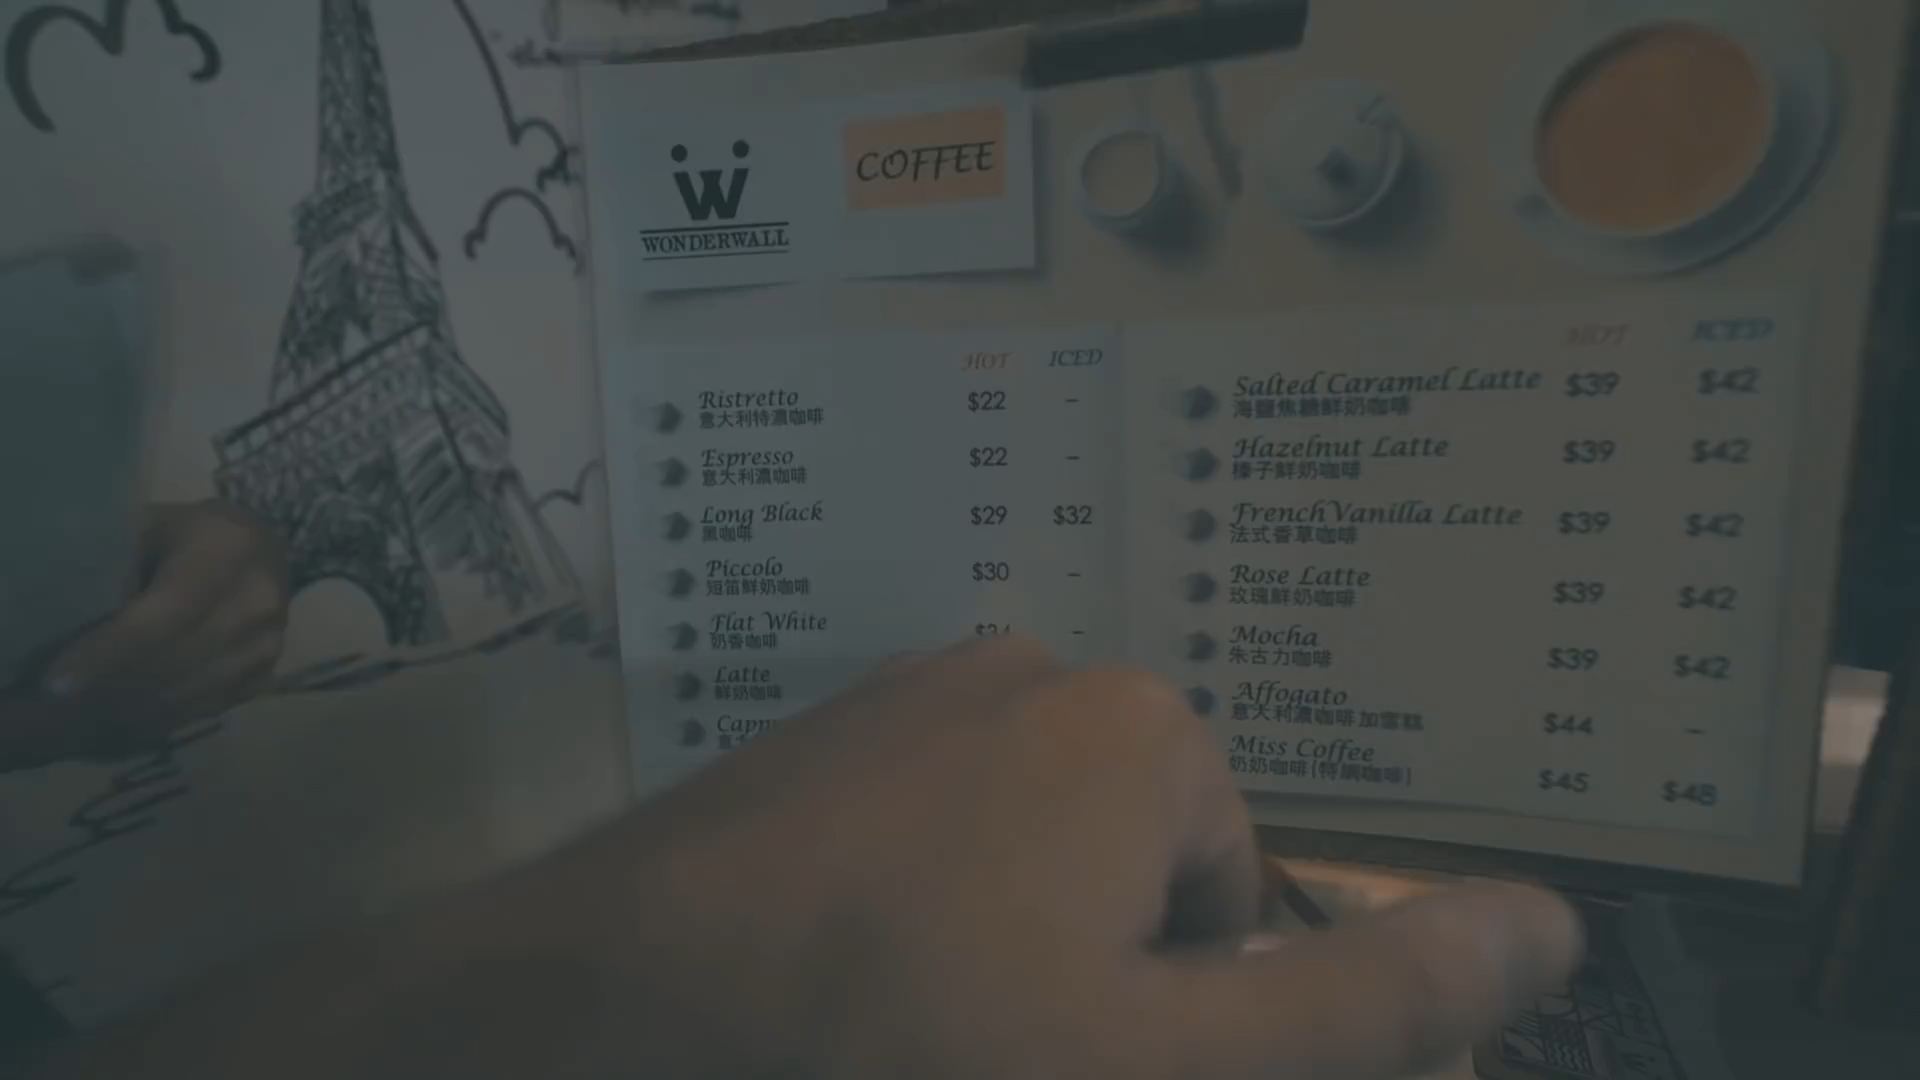 WONDERWALL
COFFEE
HOT ICED
Ristretto $22 –
意大利特濃咖啡
Espresso $22 –
意大利濃咖啡
Long Black $29 $32
黑咖啡
Piccolo $30 –
短笛鮮奶咖啡
Flat White –
奶香咖啡
Latte
鮮奶咖啡
HOT ICED
Salted Caramel Latte $39 $42
海鹽焦糖鮮奶咖啡
Hazelnut Latte $39 $42
榛子鮮奶咖啡
French Vanilla Latte $39 $42
法式香草咖啡
Rose Latte $39 $42
玫瑰鮮奶咖啡
Mocha $39 $42
朱古力咖啡
Affogato $44 –
意大利濃咖啡加雪糕
Miss Coffee $45 $48
奶奶咖啡(特調咖啡)